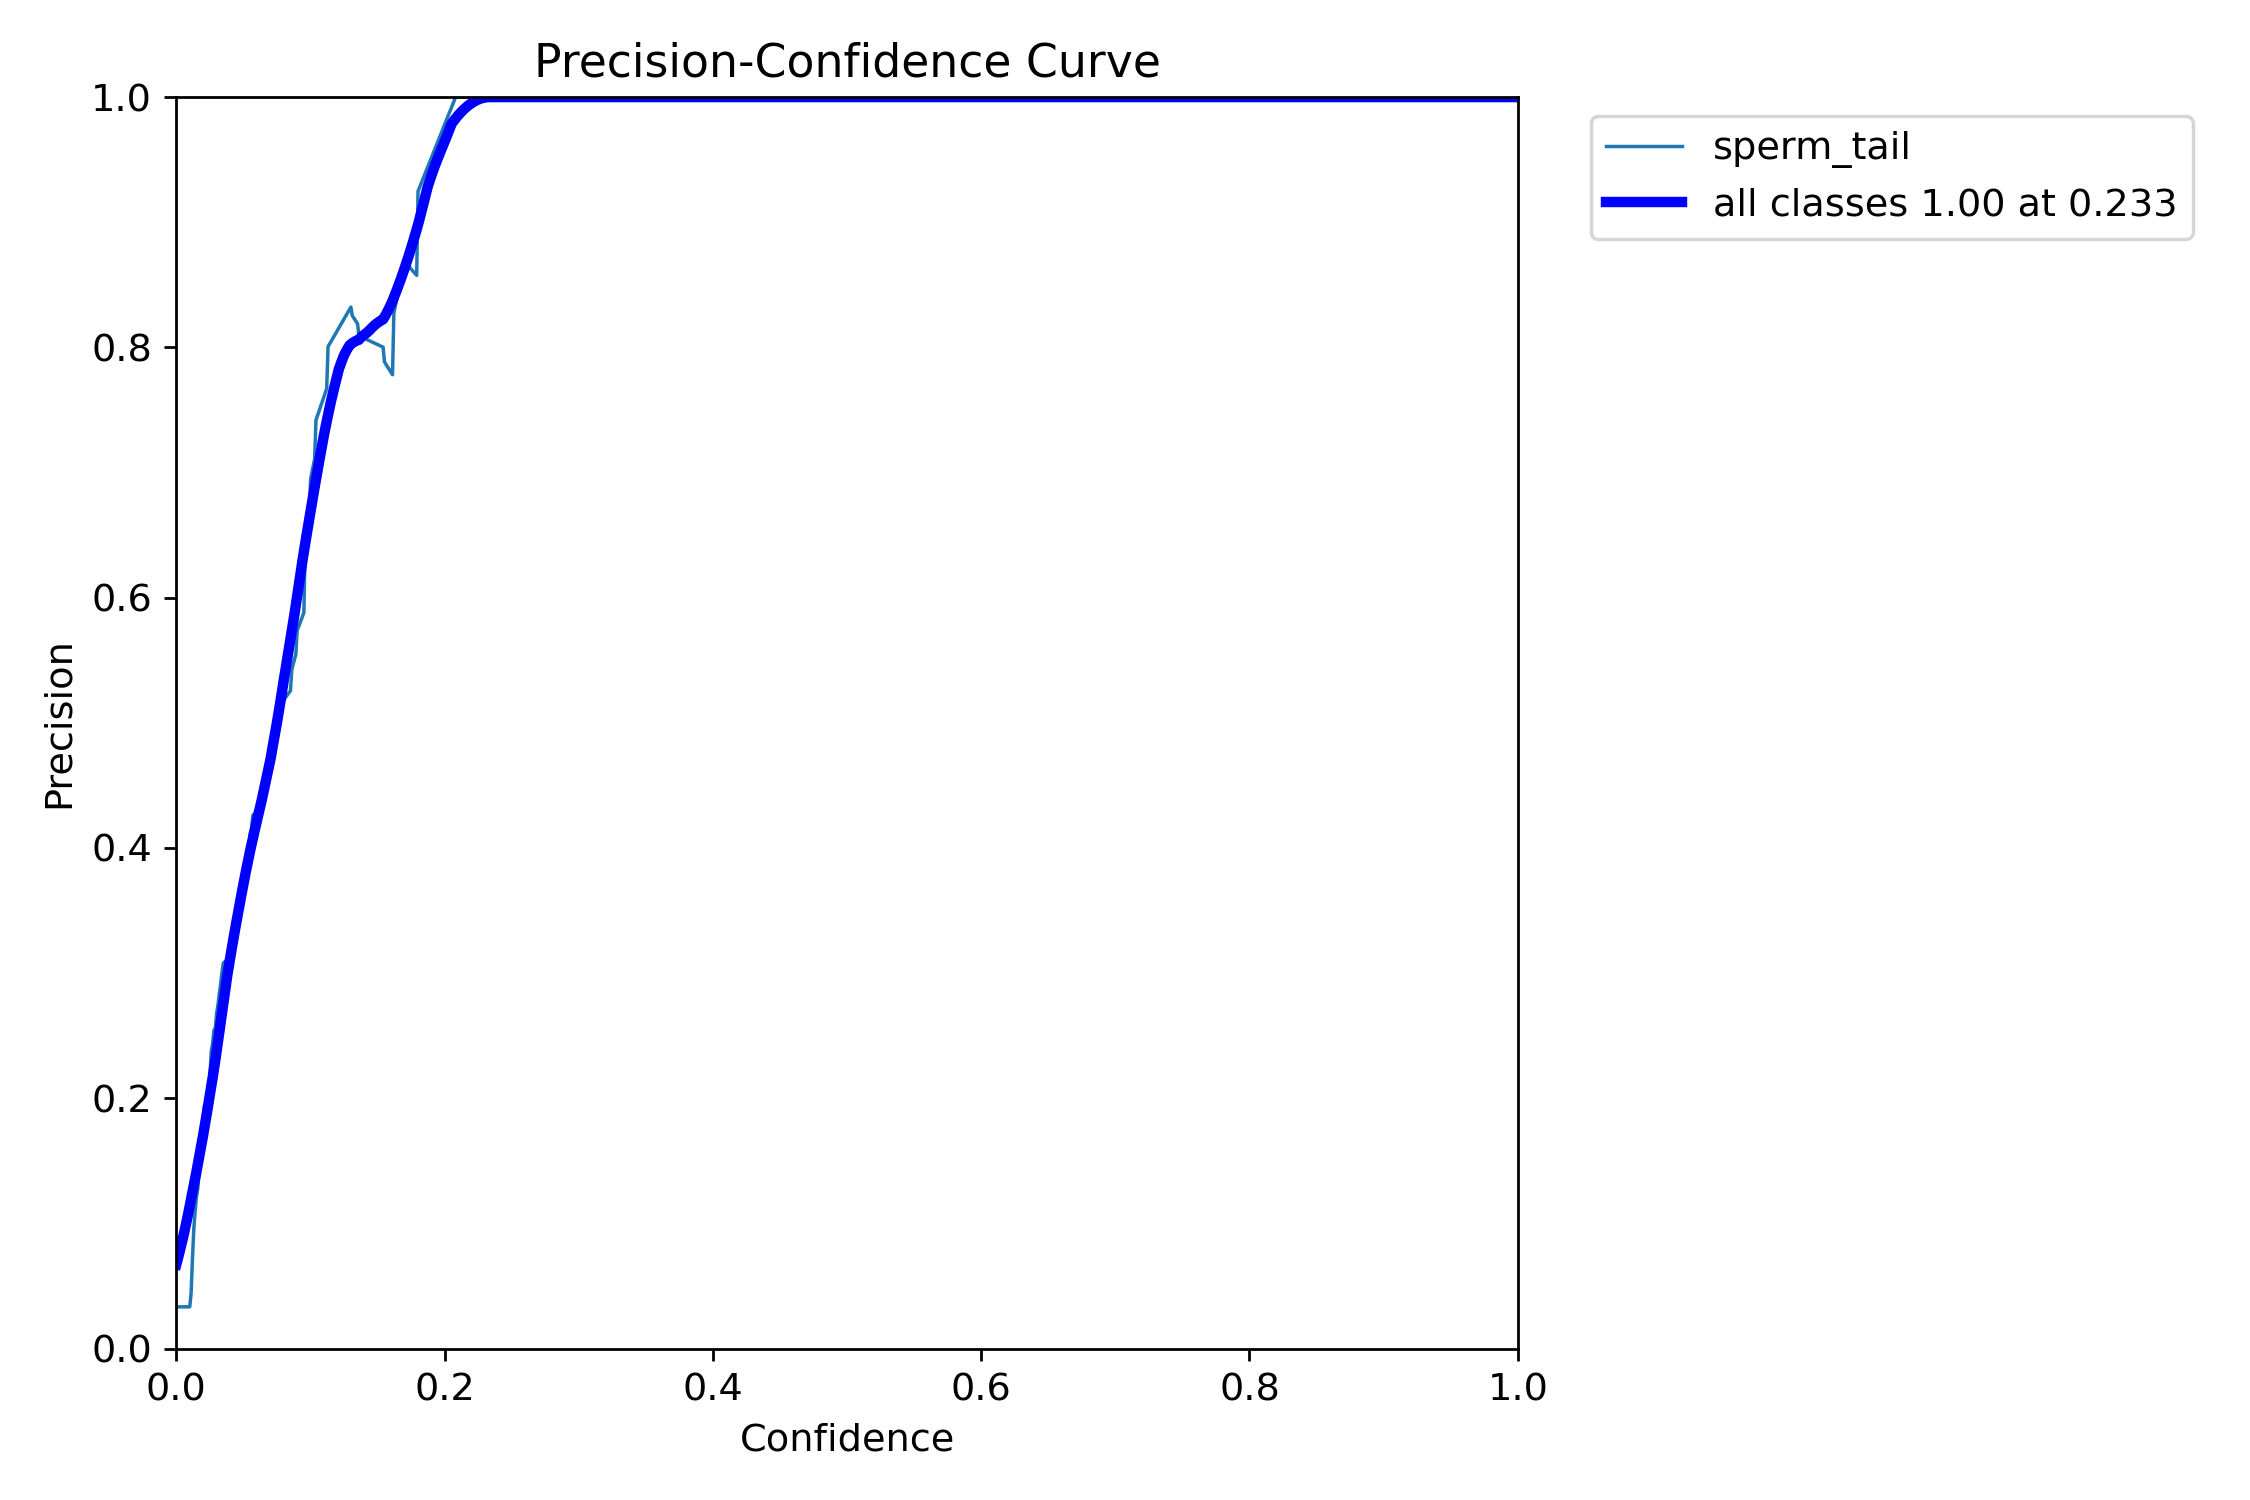 Precision-Confidence Curve
sperm_tail
all classes 1.00 at 0.233
Precision
1.0
0.8
0.6
0.4
0.2
0.0
0.0 0.2 0.4 0.6 0.8 1.0
Confidence